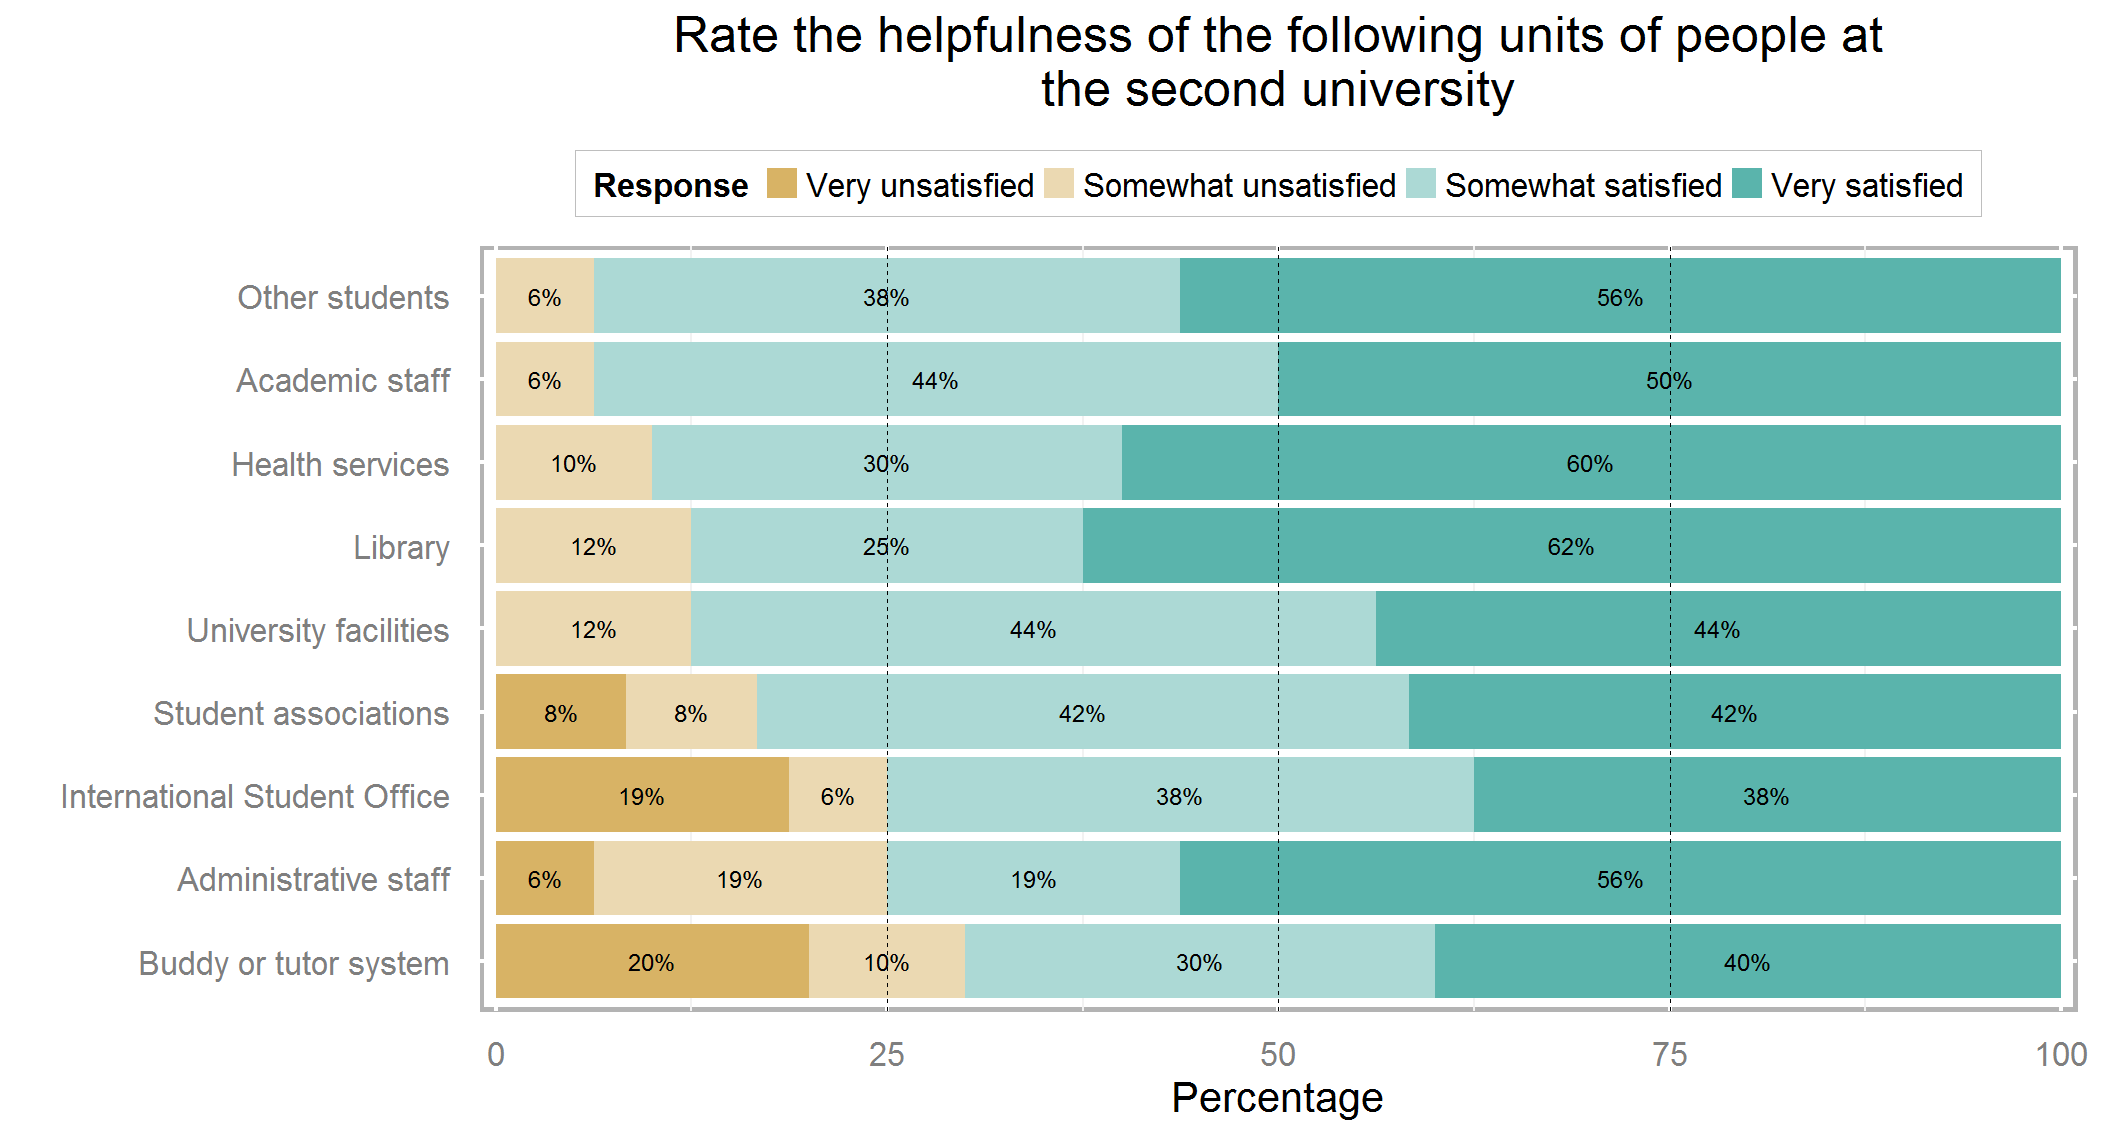 Rate the helpfulness of the following units of people at
the second university
Response Very unsatisfied Somewhat unsatisfied Somewhat satisfied Very satisfied
Other students 6% 38% 56%
Academic staff 6% 44% 50%
Health services 10% 30% 60%
Library 12% 25% 62%
University facilities 12% 44% 44%
Student associations 8% 8% 42% 42%
International Student Office 19% 6% 38% 38%
Administrative staff 6% 19% 19% 56%
Buddy or tutor system 20% 10% 30% 40%
0 25 50 75 100
Percentage